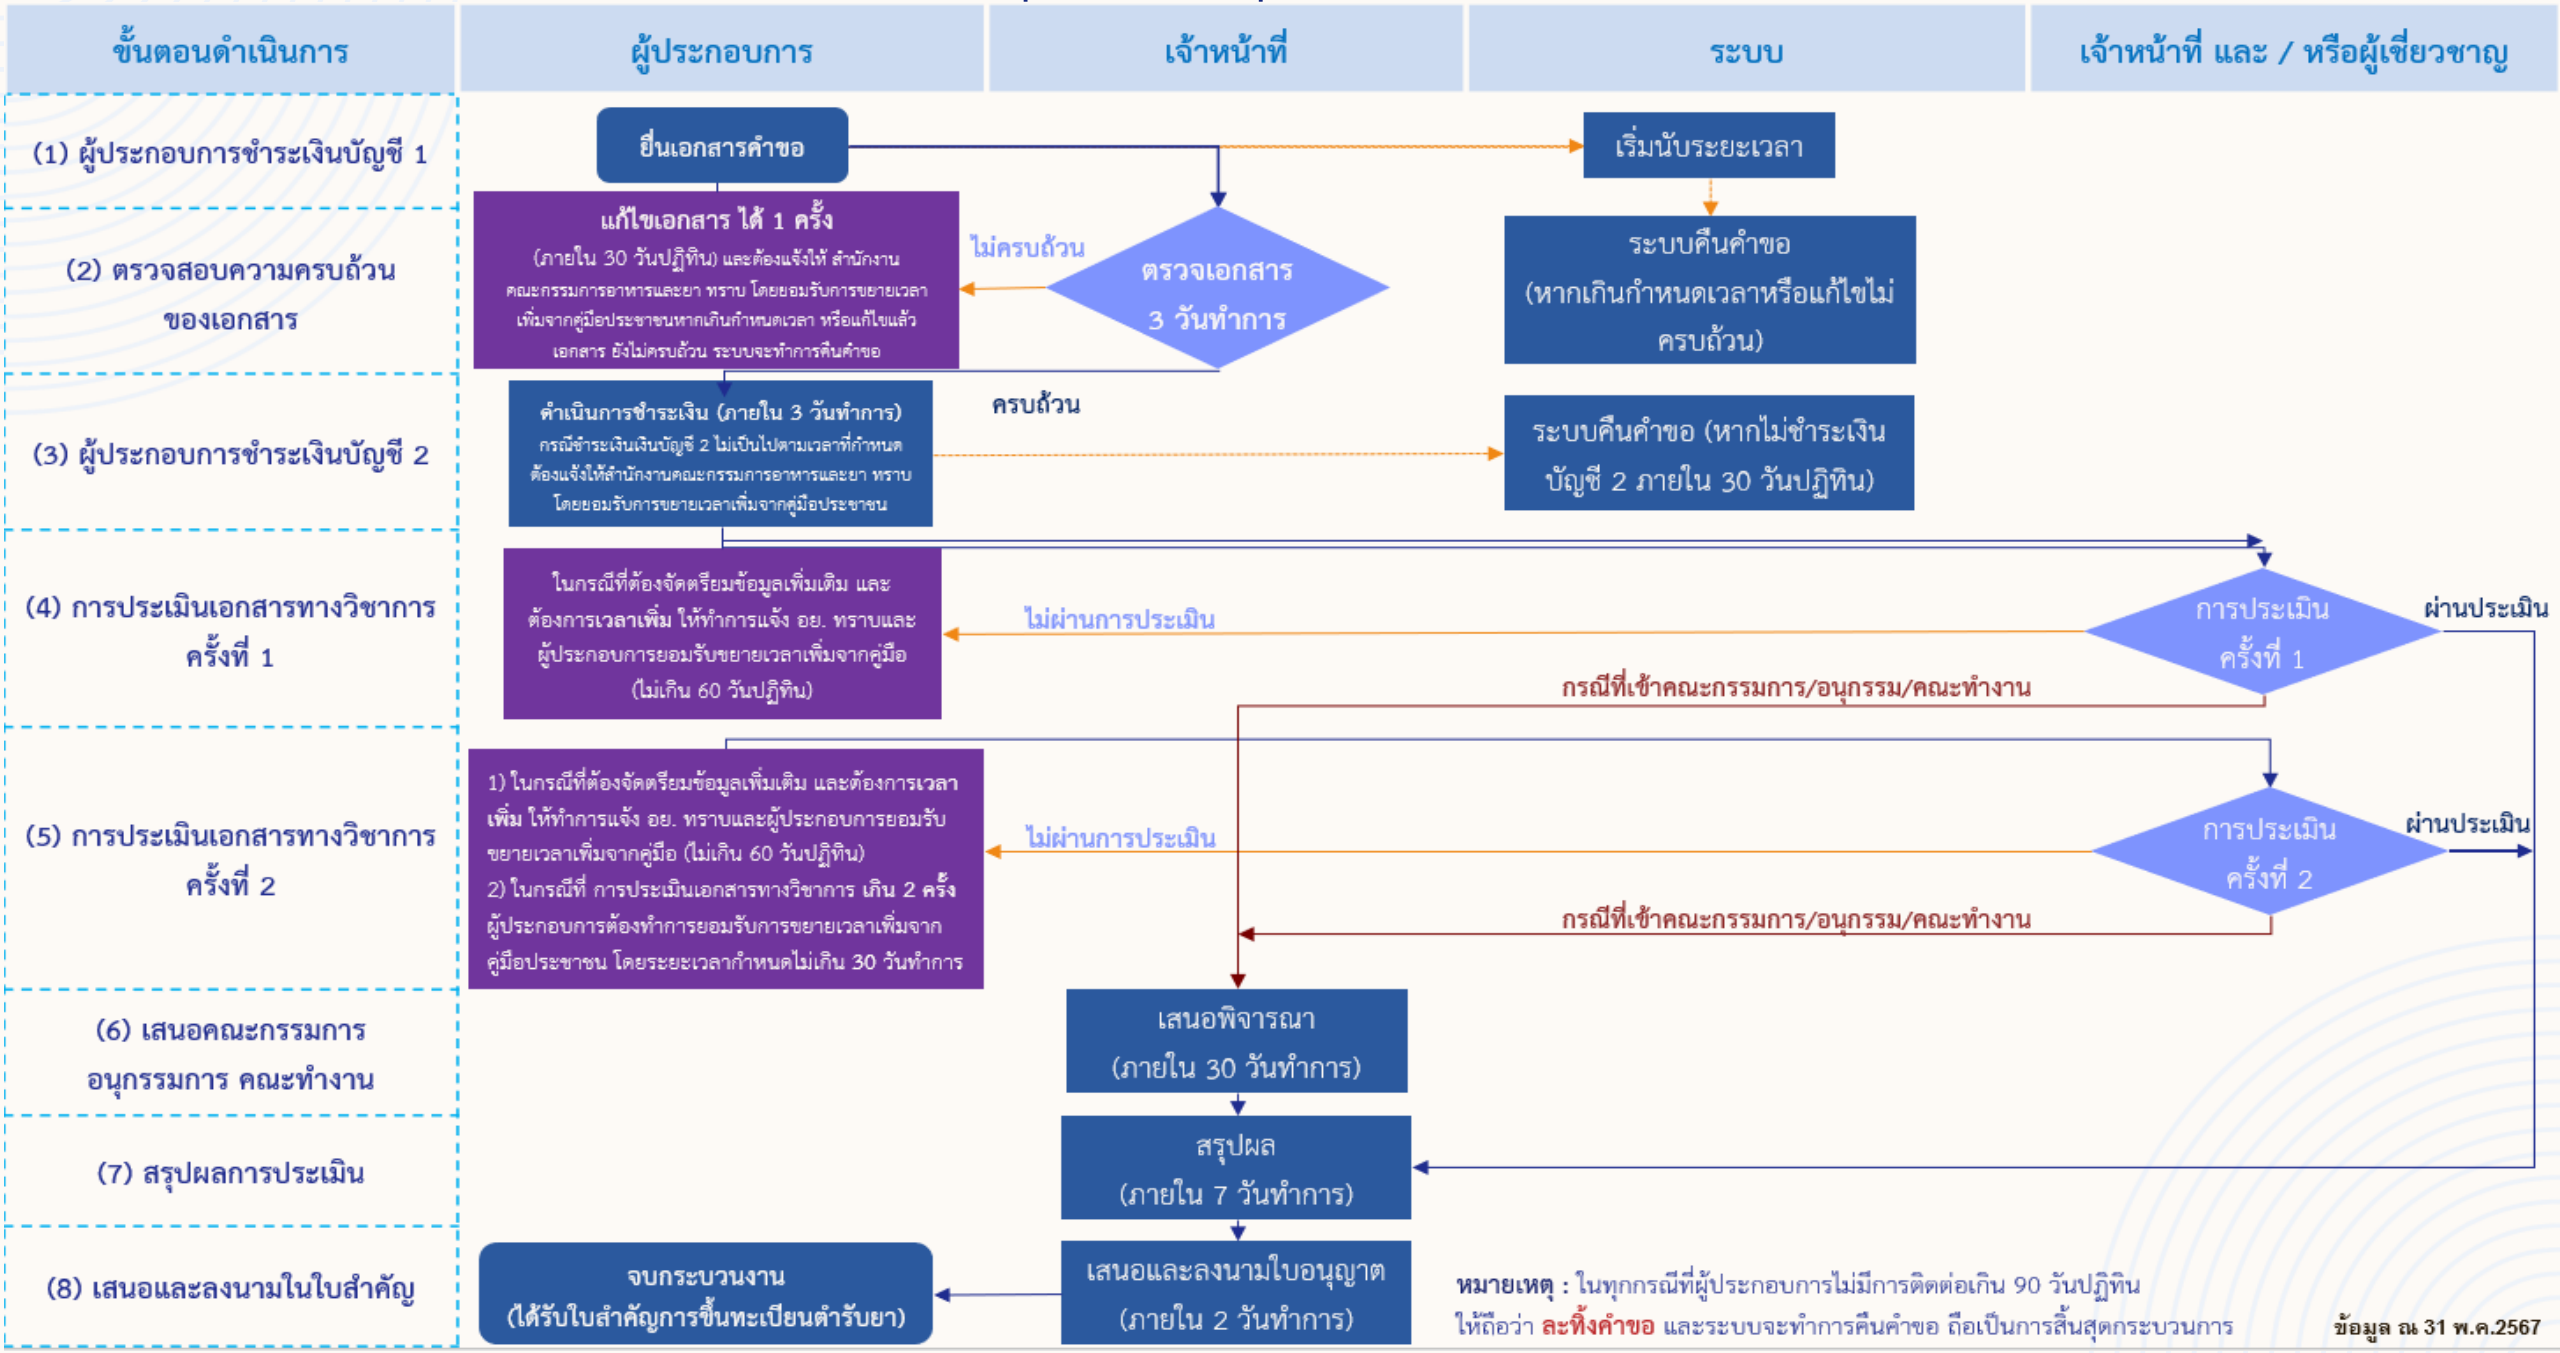 ขั้นตอนดำเนินการ
ผู้ประกอบการ
เจ้าหน้าที่
ระบบ
เจ้าหน้าที่ และ / หรือผู้เชี่ยวชาญ
(1) ผู้ประกอบการชำระเงินบัญชี 1
ยื่นเอกสารคำขอ
เริ่มนับระยะเวลา
(2) ตรวจสอบความครบถ้วน
ของเอกสาร
แก้ไขเอกสาร ได้ 1 ครั้ง
(ภายใน 30 วันปฏิทิน) และต้องแจ้งให้ สำนักงาน
คณะกรรมการอาหารและยา ทราบ โดยยอมรับการขยายเวลา
เพิ่มจากคู่มือประชาชนหากเกินกำหนดเวลา หรือแก้ไขแล้ว
เอกสาร ยังไม่ครบถ้วน ระบบจะทำการคืนคำขอ
ไม่ครบถ้วน
ตรวจเอกสาร
3 วันทำการ
ระบบคืนคำขอ
(หากเกินกำหนดเวลาหรือแก้ไขไม่
ครบถ้วน)
(3) ผู้ประกอบการชำระเงินบัญชี 2
ดำเนินการชำระเงิน (ภายใน 3 วันทำการ)
กรณีชำระเงินเงินบัญชี 2 ไม่เป็นไปตามเวลาที่กำหนด
ต้องแจ้งให้สำนักงานคณะกรรมการอาหารและยา ทราบ
โดยยอมรับการขยายเวลาเพิ่มจากคู่มือประชาชน
ครบถ้วน
ระบบคืนคำขอ (หากไม่ชำระเงิน
บัญชี 2 ภายใน 30 วันปฏิทิน)
(4) การประเมินเอกสารทางวิชาการ
ครั้งที่ 1
ในกรณีที่ต้องจัดตรียมข้อมูลเพิ่มเติม และ
ต้องการเวลาเพิ่ม ให้ทำการแจ้ง อย. ทราบและ
ผู้ประกอบการยอมรับขยายเวลาเพิ่มจากคู่มือ
(ไม่เกิน 60 วันปฏิทิน)
ไม่ผ่านการประเมิน
การประเมิน
ครั้งที่ 1
ผ่านประเมิน
กรณีที่เข้าคณะกรรมการ/อนุกรรม/คณะทำงาน
(5) การประเมินเอกสารทางวิชาการ
ครั้งที่ 2
1) ในกรณีที่ต้องจัดตรียมข้อมูลเพิ่มเติม และต้องการเวลา
เพิ่ม ให้ทำการแจ้ง อย. ทราบและผู้ประกอบการยอมรับ
ขยายเวลาเพิ่มจากคู่มือ (ไม่เกิน 60 วันปฏิทิน)
2) ในกรณีที่ การประเมินเอกสารทางวิชาการ เกิน 2 ครั้ง
ผู้ประกอบการต้องทำการยอมรับการขยายเวลาเพิ่มจาก
คู่มือประชาชน โดยระยะเวลากำหนดไม่เกิน 30 วันทำการ
ไม่ผ่านการประเมิน
การประเมิน
ครั้งที่ 2
ผ่านประเมิน
กรณีที่เข้าคณะกรรมการ/อนุกรรม/คณะทำงาน
(6) เสนอคณะกรรมการ
อนุกรรมการ คณะทำงาน
เสนอพิจารณา
(ภายใน 30 วันทำการ)
(7) สรุปผลการประเมิน
สรุปผล
(ภายใน 7 วันทำการ)
(8) เสนอและลงนามในใบสำคัญ
จบกระบวนงาน
(ได้รับใบสำคัญการขึ้นทะเบียนตำรับยา)
เสนอและลงนามใบอนุญาต
(ภายใน 2 วันทำการ)
หมายเหตุ : ในทุกกรณีที่ผู้ประกอบการไม่มีการติดต่อเกิน 90 วันปฏิทิน
ให้ถือว่า ละทิ้งคำขอ และระบบจะทำการคืนคำขอ ถือเป็นการสิ้นสุดกระบวนการ
ข้อมูล ณ 31 พ.ค.2567